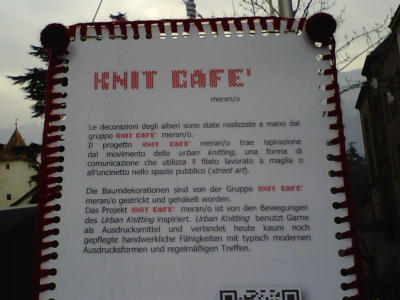 KNIT CAFE'
meran/o
Le decorazioni degli alberi sono state realizzate a mano dal
gruppo KNIT CAFE' meran/o.
Il progetto KNIT CAFE' meran/o trae ispirazione
dal movimento dello urban knitting, una forma di
comunicazione che utilizza il filato lavorato a maglia o
all'uncinetto nello spazio pubblico (street art).
Die Baumdekorationen sind von der Gruppe KNIT CAFE'
meran/o gestrickt und gehäkelt worden.
Das Projekt KNIT CAFE' meran/o ist von den Bewegungen
des Urban Knitting inspiriert. Urban Knitting benutzt Garne
als Ausdrucksmittel und verbindet heute kaum noch
gepflegte handwerkliche Fähigkeiten mit typisch modernen
Ausdrucksformen und regelmäßigen Treffen.